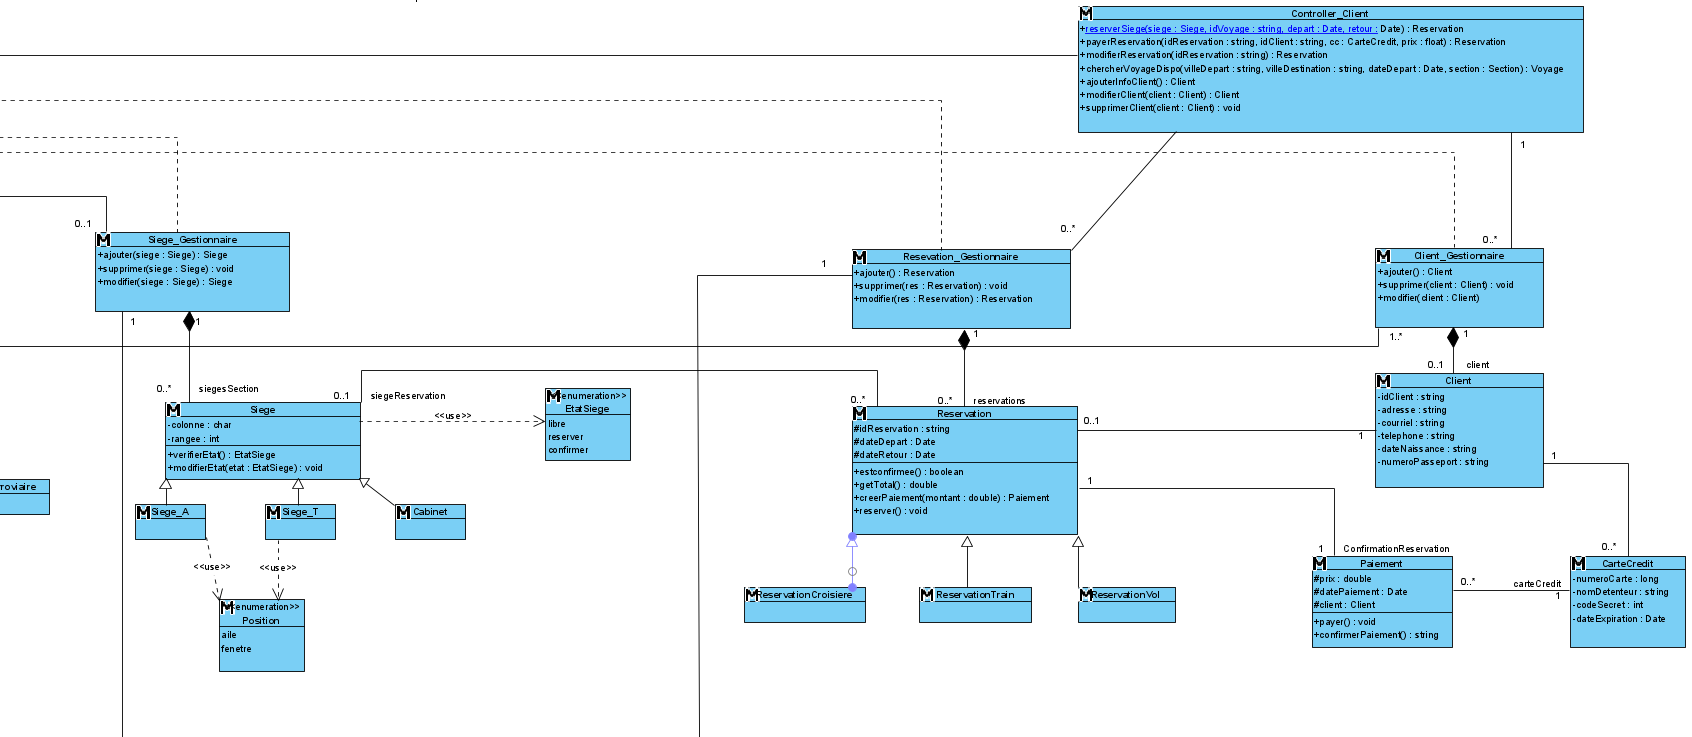 Controller_Client
+reserverSiege(siege : Siege, idVoyage : string, depart : Date, retour : Date) : Reservation
+payerReservation(idReservation : string, idClient : string, cc : CarteCredit, prix : float) : Reservation
+modifierReservation(idReservation : string) : Reservation
+chercherVoyageDispo(villeDepart : string, villeDestination : string, dateDepart : Date, section : Section) : Voyage
+ajouterInfoClient() : Client
+modifierClient(client : Client) : Client
+supprimerClient(client : Client) : void
1
0..*
0..*
0..1
Siege_Gestionnaire
+ajouter(siege : Siege) : Siege
+supprimer(siege : Siege) : void
+modifier(siege : Siege) : Siege
1
1
1
Resevation_Gestionnaire
+ajouter() : Reservation
+supprimer(res : Reservation) : void
+modifier(res : Reservation) : Reservation
1
Client_Gestionnaire
+ajouter() : Client
+supprimer(client : Client) : void
+modifier(client : Client)
1..*
1
0..1
client
0..*
siegesSection
0..1
siegeReservation
Siege
-colonne : char
-rangee : int
+verifierEtat() : EtatSiege
+modifierEtat(etat : EtatSiege) : void
<<use>>
enumeration>>
EtatSiege
libre
reserver
confirmer
0..*
0..*
reservations
Reservation
#idReservation : string
#dateDepart : Date
#dateRetour : Date
+estconfirmee() : boolean
+getTotal() : double
+creerPaiement(montant : double) : Paiement
+reserver() : void
0..1
1
1
Client
-idClient : string
-adresse : string
-courriel : string
-telephone : string
-dateNaissance : string
-numeroPasseport : string
1
roviaire
Siege_A
Siege_T
Cabinet
<<use>>
<<use>>
enumeration>>
Position
aile
fenetre
ReservationCroisiere
ReservationTrain
ReservationVol
1
ConfirmationReservation
Paiement
#prix : double
#datePaiement : Date
#client : Client
+payer() : void
+confirmerPaiement() : string
0..*
carteCredit
1
0..*
CarteCredit
-numeroCarte : long
-nomDetenteur : string
-codeSecret : int
-dateExpiration : Date